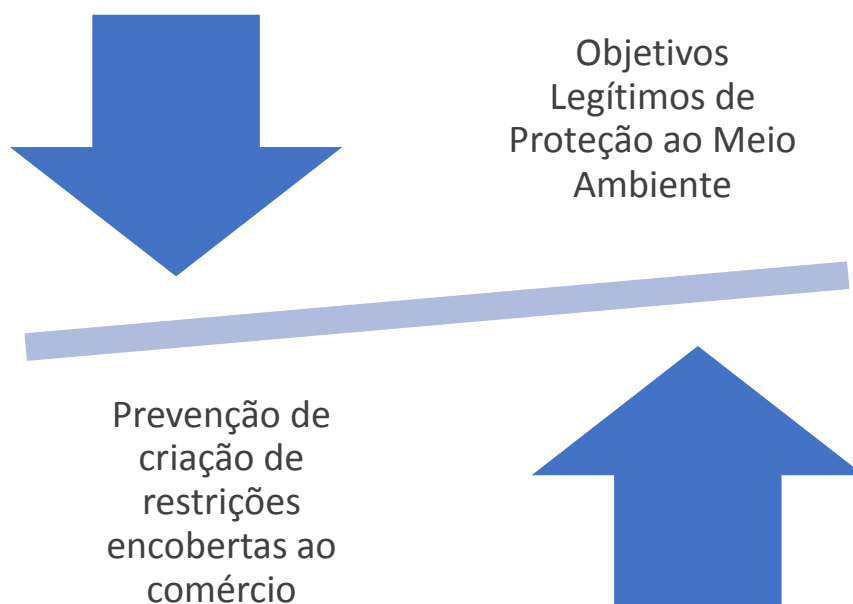 Objetivos
Legítimos de
Proteção ao Meio
Ambiente
Prevenção de
criação de
restrições
encobertas ao
comércio